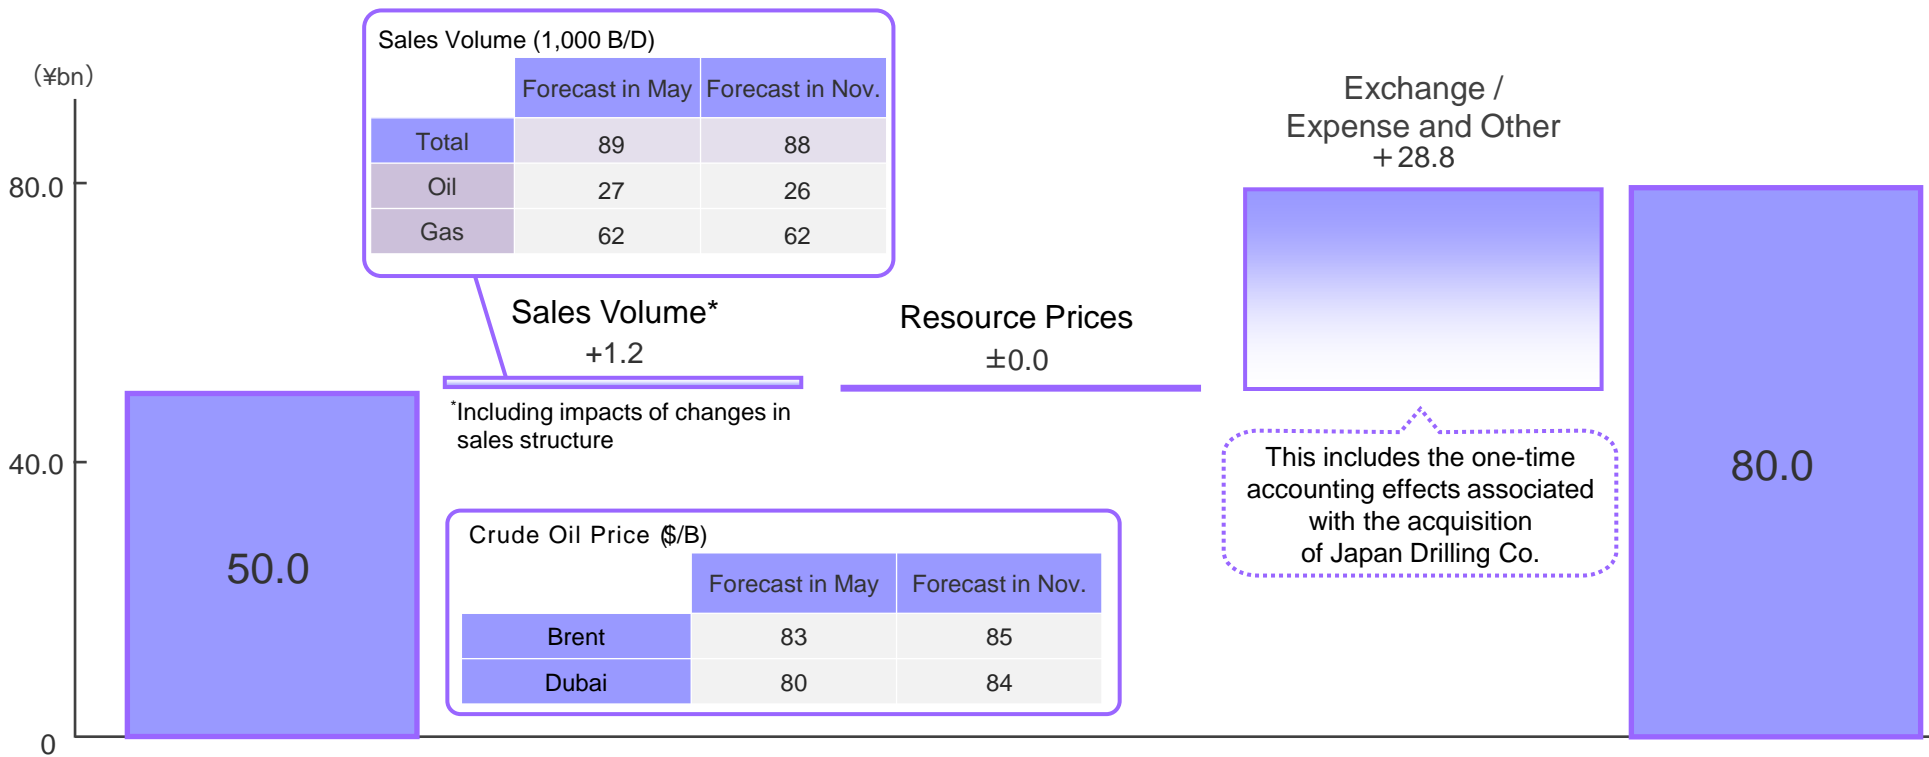 Sales Volume (1,000 B/D)
Forecast in May Forecast in Nov.
Total 89 88
Oil 27 26
Gas 62 62
(¥bn)
80.0
40.0
0
50.0
Sales Volume*
+1.2
*Including impacts of changes in
sales structure
Resource Prices
±0.0
Crude Oil Price ($/B)
Forecast in May Forecast in Nov.
Brent 83 85
Dubai 80 84
Exchange /
Expense and Other
+28.8
This includes the one-time
accounting effects associated
with the acquisition
of Japan Drilling Co.
80.0